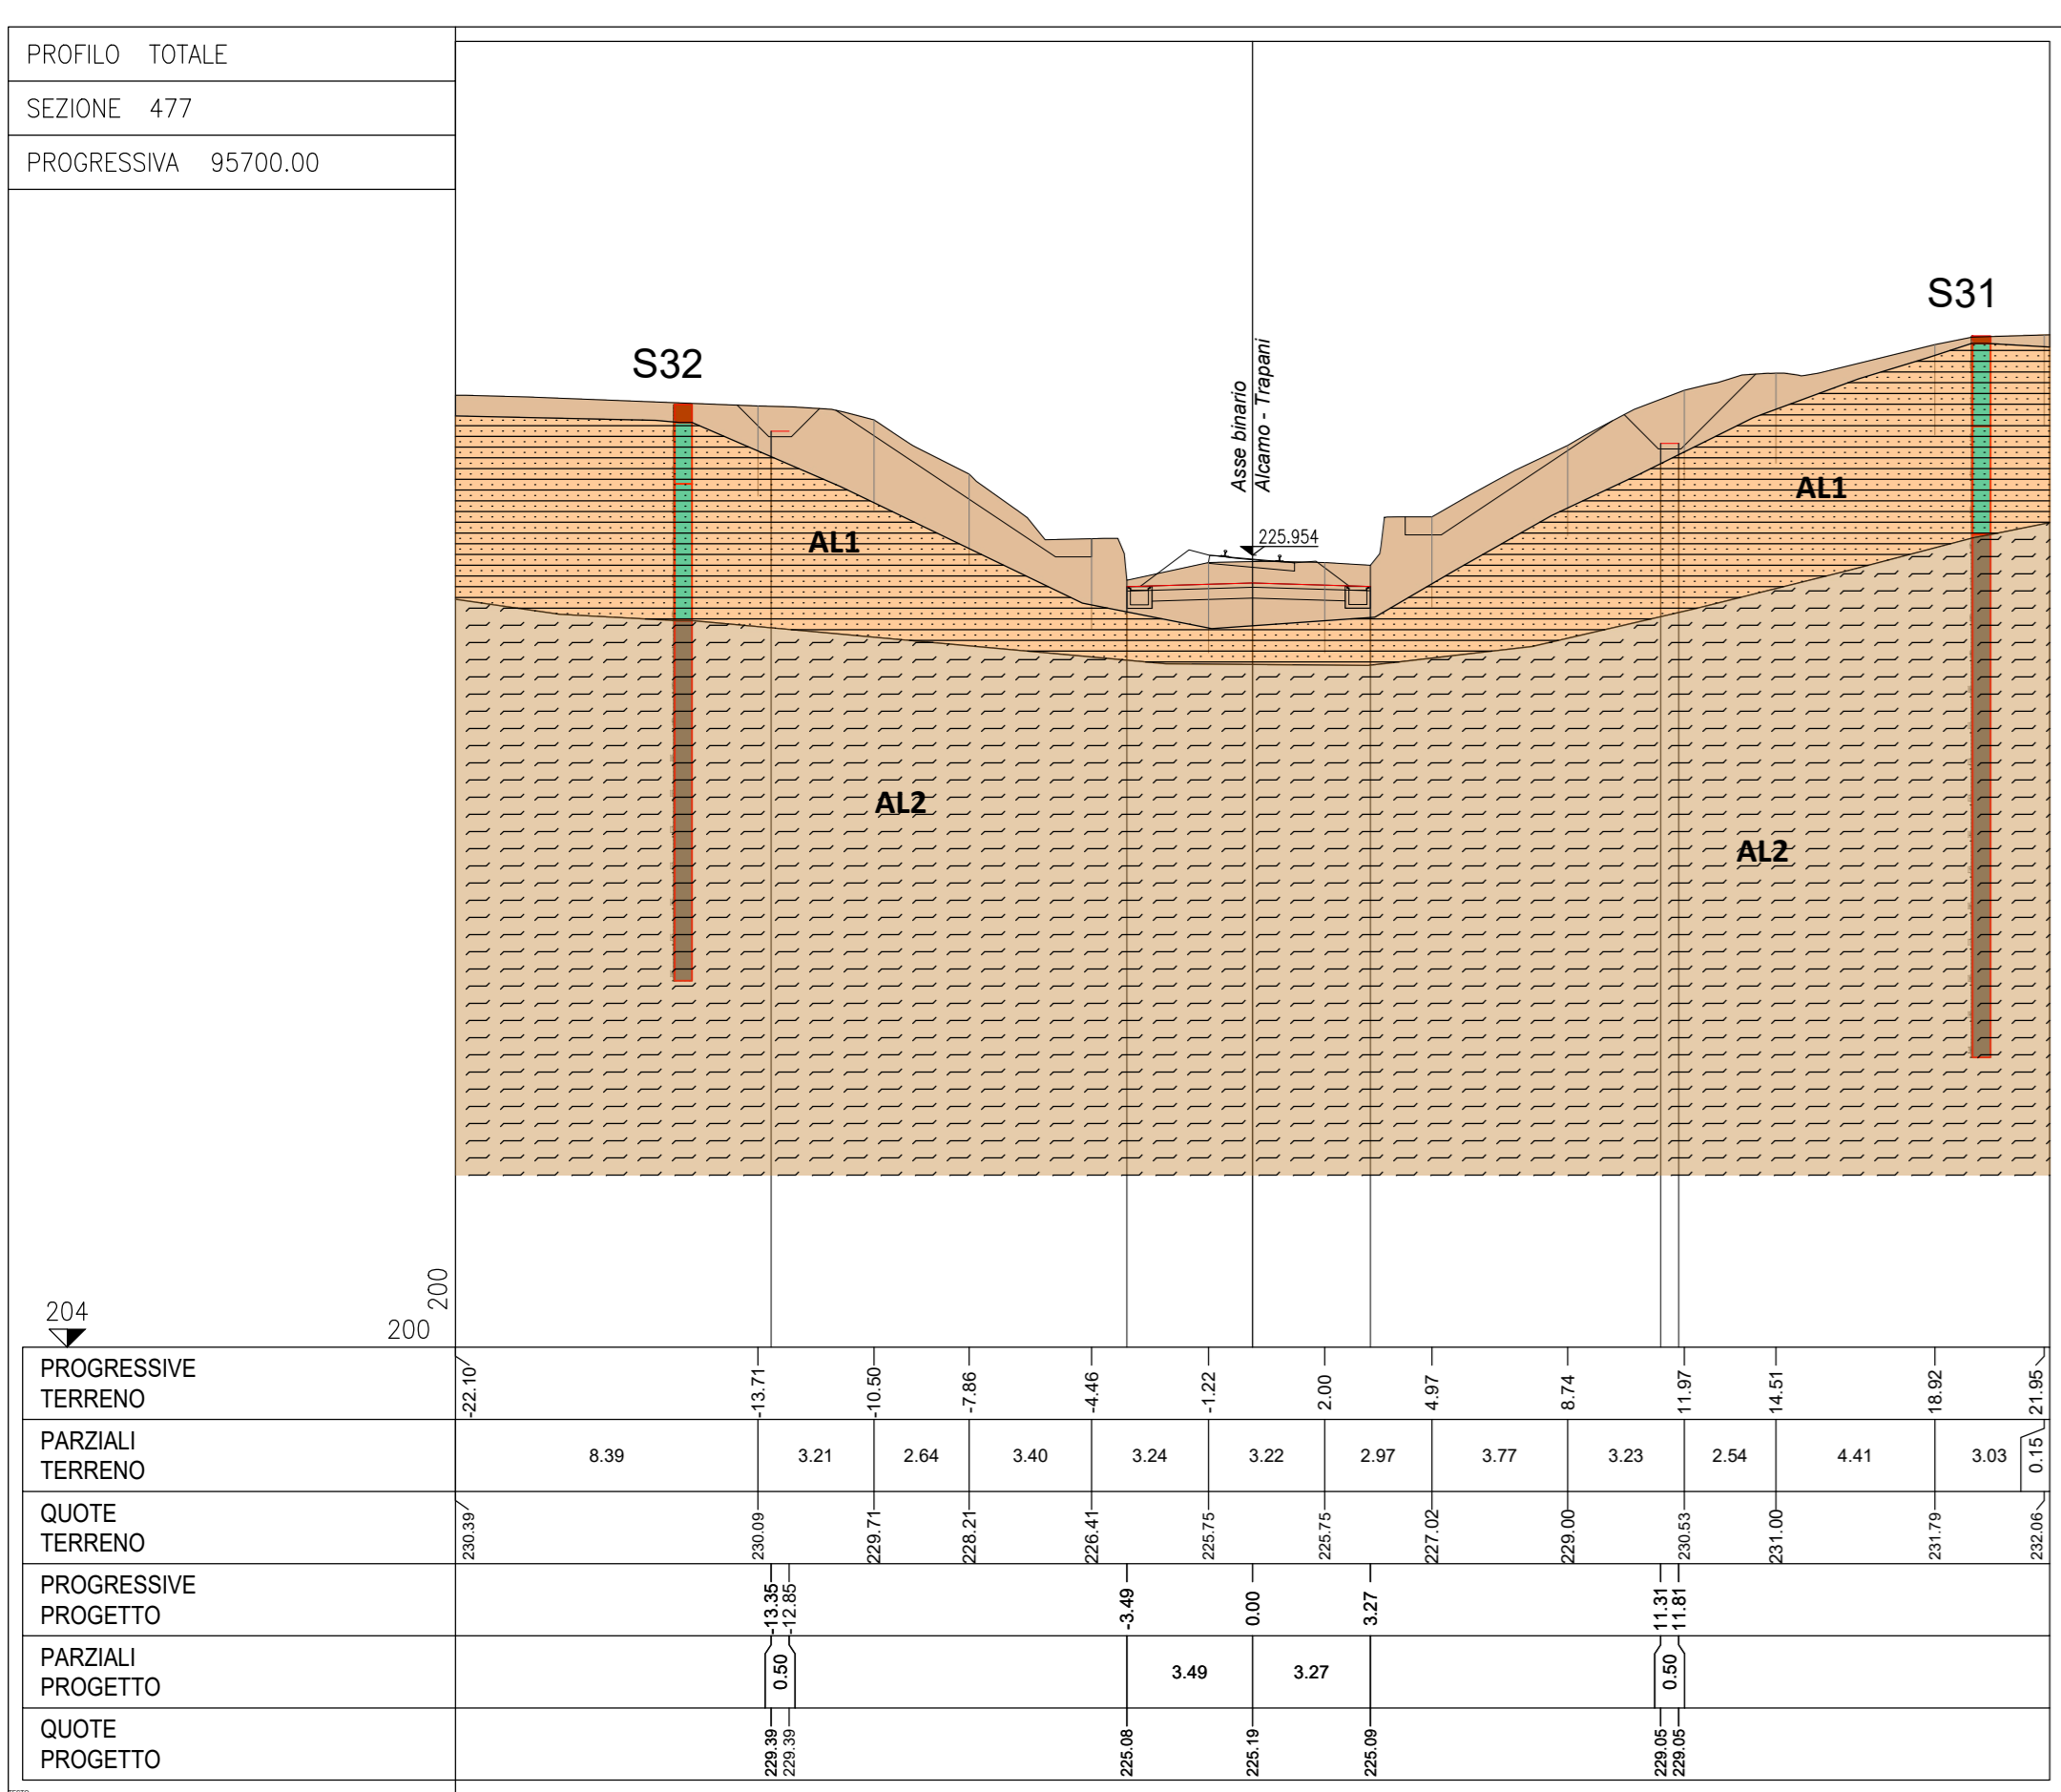 PROFILO TOTALE
SEZIONE 477
PROGRESSIVA 95700.00
S32
S31
Asse binario
Alcamo - Trapani
225.954
AL1
AL1
AL2
AL2
204
200
200
PROGRESSIVE
TERRENO
-22.10 -13.71 -10.50 -7.86 -4.46 -1.22 2.00 4.97 8.74 11.97 14.51 18.92 21.95
PARZIALI
TERRENO
8.39 3.21 2.64 3.40 3.24 3.22 2.97 3.77 3.23 2.54 4.41 3.03 0.15
QUOTE
TERRENO
230.39 230.09 229.71 228.21 226.41 225.75 225.75 227.02 229.00 230.53 231.00 231.79 232.06
PROGRESSIVE
PROGETTO
-13.35 -12.85 -3.49 0.00 3.27 11.31 11.81
PARZIALI
PROGETTO
0.50 3.49 3.27 0.50
QUOTE
PROGETTO
229.39 229.39 225.08 225.19 225.09 229.05 229.05